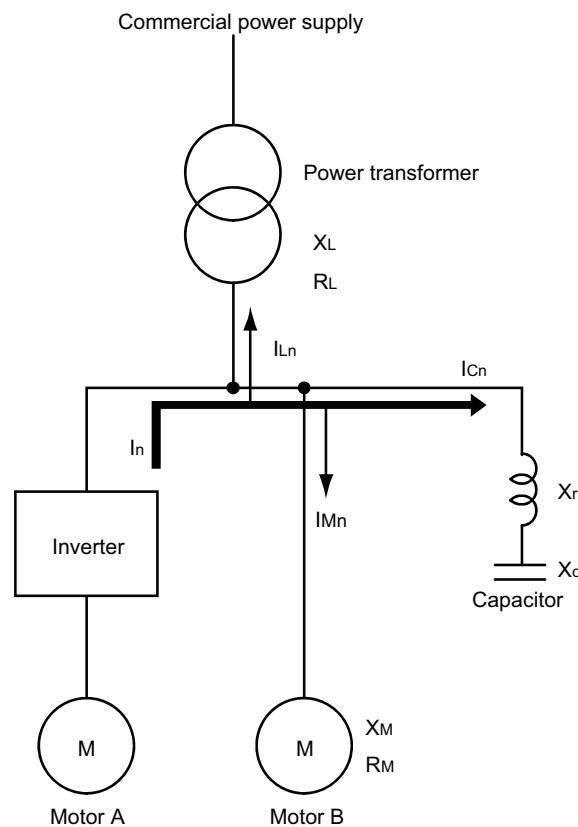 Commercial power supply
Power transformer
XL
RL
ILn
ICn
In
IMn
Xr
Inverter
Xc
Capacitor
M
M
XM
RM
Motor A
Motor B